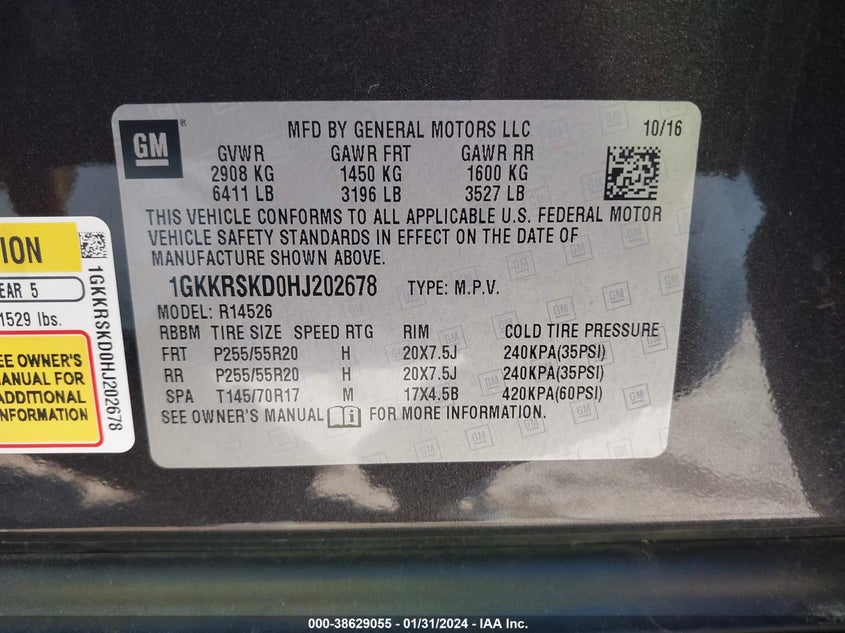 GM
MFD BY GENERAL MOTORS LLC 10/16
GVWR GAWR FRT GAWR RR
2908 KG 1450 KG 1600 KG
6411 LB 3196 LB 3527 LB
THIS VEHICLE CONFORMS TO ALL APPLICABLE U.S. FEDERAL MOTOR
VEHICLE SAFETY STANDARDS IN EFFECT ON THE DATE OF
MANUFACTURE SHOWN ABOVE.
1GKKRSKD0HJ202678 TYPE: M.P.V.
MODEL: R14526
RBBM TIRE SIZE SPEED RTG RIM COLD TIRE PRESSURE
FRT P255/55R20 H 20X7.5J 240KPA(35PSI)
RR P255/55R20 H 20X7.5J 240KPA(35PSI)
SPA T145/70R17 M 17X4.5B 420KPA(60PSI)
SEE OWNER'S MANUAL i FOR MORE INFORMATION.
TION
EAR 5
1529 lbs.
EE OWNER'S
MANUAL FOR
ADDITIONAL
NFORMATION
1GKKRSKD0HJ202678
000-38629055 - 01/31/2024 - IAA Inc.